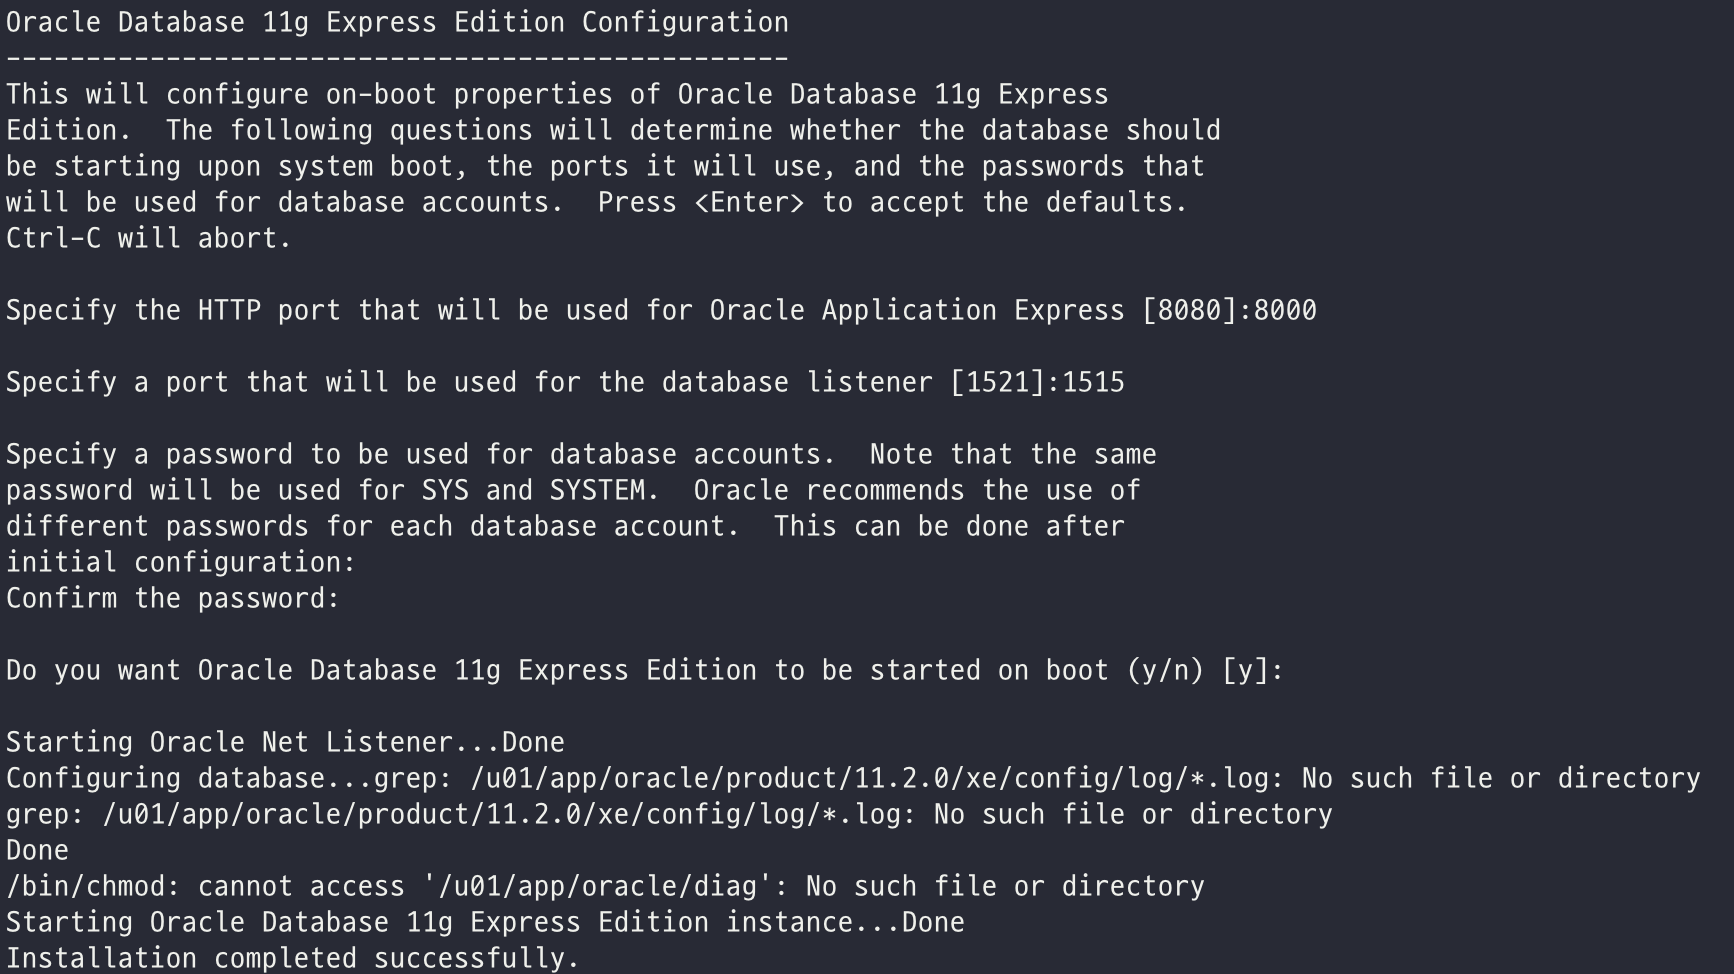 Oracle Database 11g Express Edition Configuration
-------------------------------------------------
This will configure on-boot properties of Oracle Database 11g Express
Edition.  The following questions will determine whether the database should
be starting upon system boot, the ports it will use, and the passwords that
will be used for database accounts.  Press <Enter> to accept the defaults.
Ctrl-C will abort.

Specify the HTTP port that will be used for Oracle Application Express [8080]:8000

Specify a port that will be used for the database listener [1521]:1515

Specify a password to be used for database accounts.  Note that the same
password will be used for SYS and SYSTEM.  Oracle recommends the use of
different passwords for each database account.  This can be done after
initial configuration:
Confirm the password:

Do you want Oracle Database 11g Express Edition to be started on boot (y/n) [y]:

Starting Oracle Net Listener...Done
Configuring database...grep: /u01/app/oracle/product/11.2.0/xe/config/log/*.log: No such file or directory
grep: /u01/app/oracle/product/11.2.0/xe/config/log/*.log: No such file or directory
Done
/bin/chmod: cannot access '/u01/app/oracle/diag': No such file or directory
Starting Oracle Database 11g Express Edition instance...Done
Installation completed successfully.